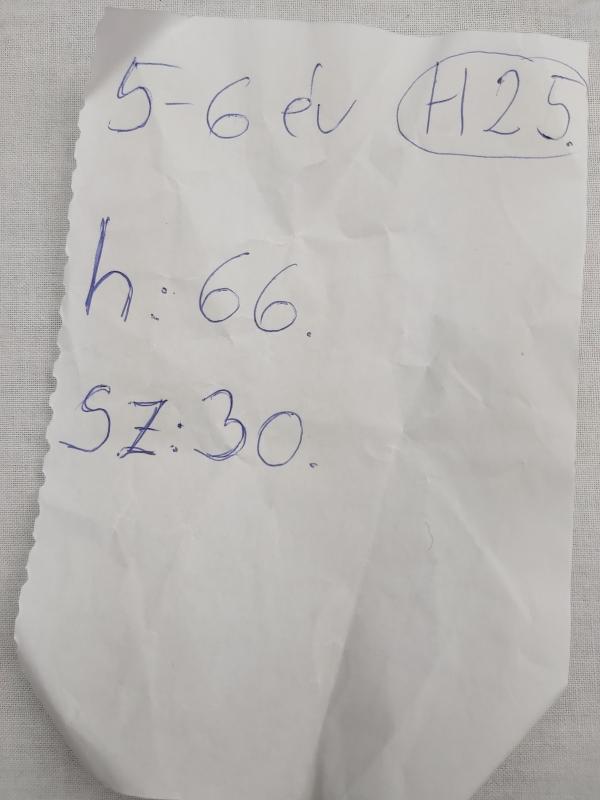 5-6 év H25.
h: 66.
SZ: 30.